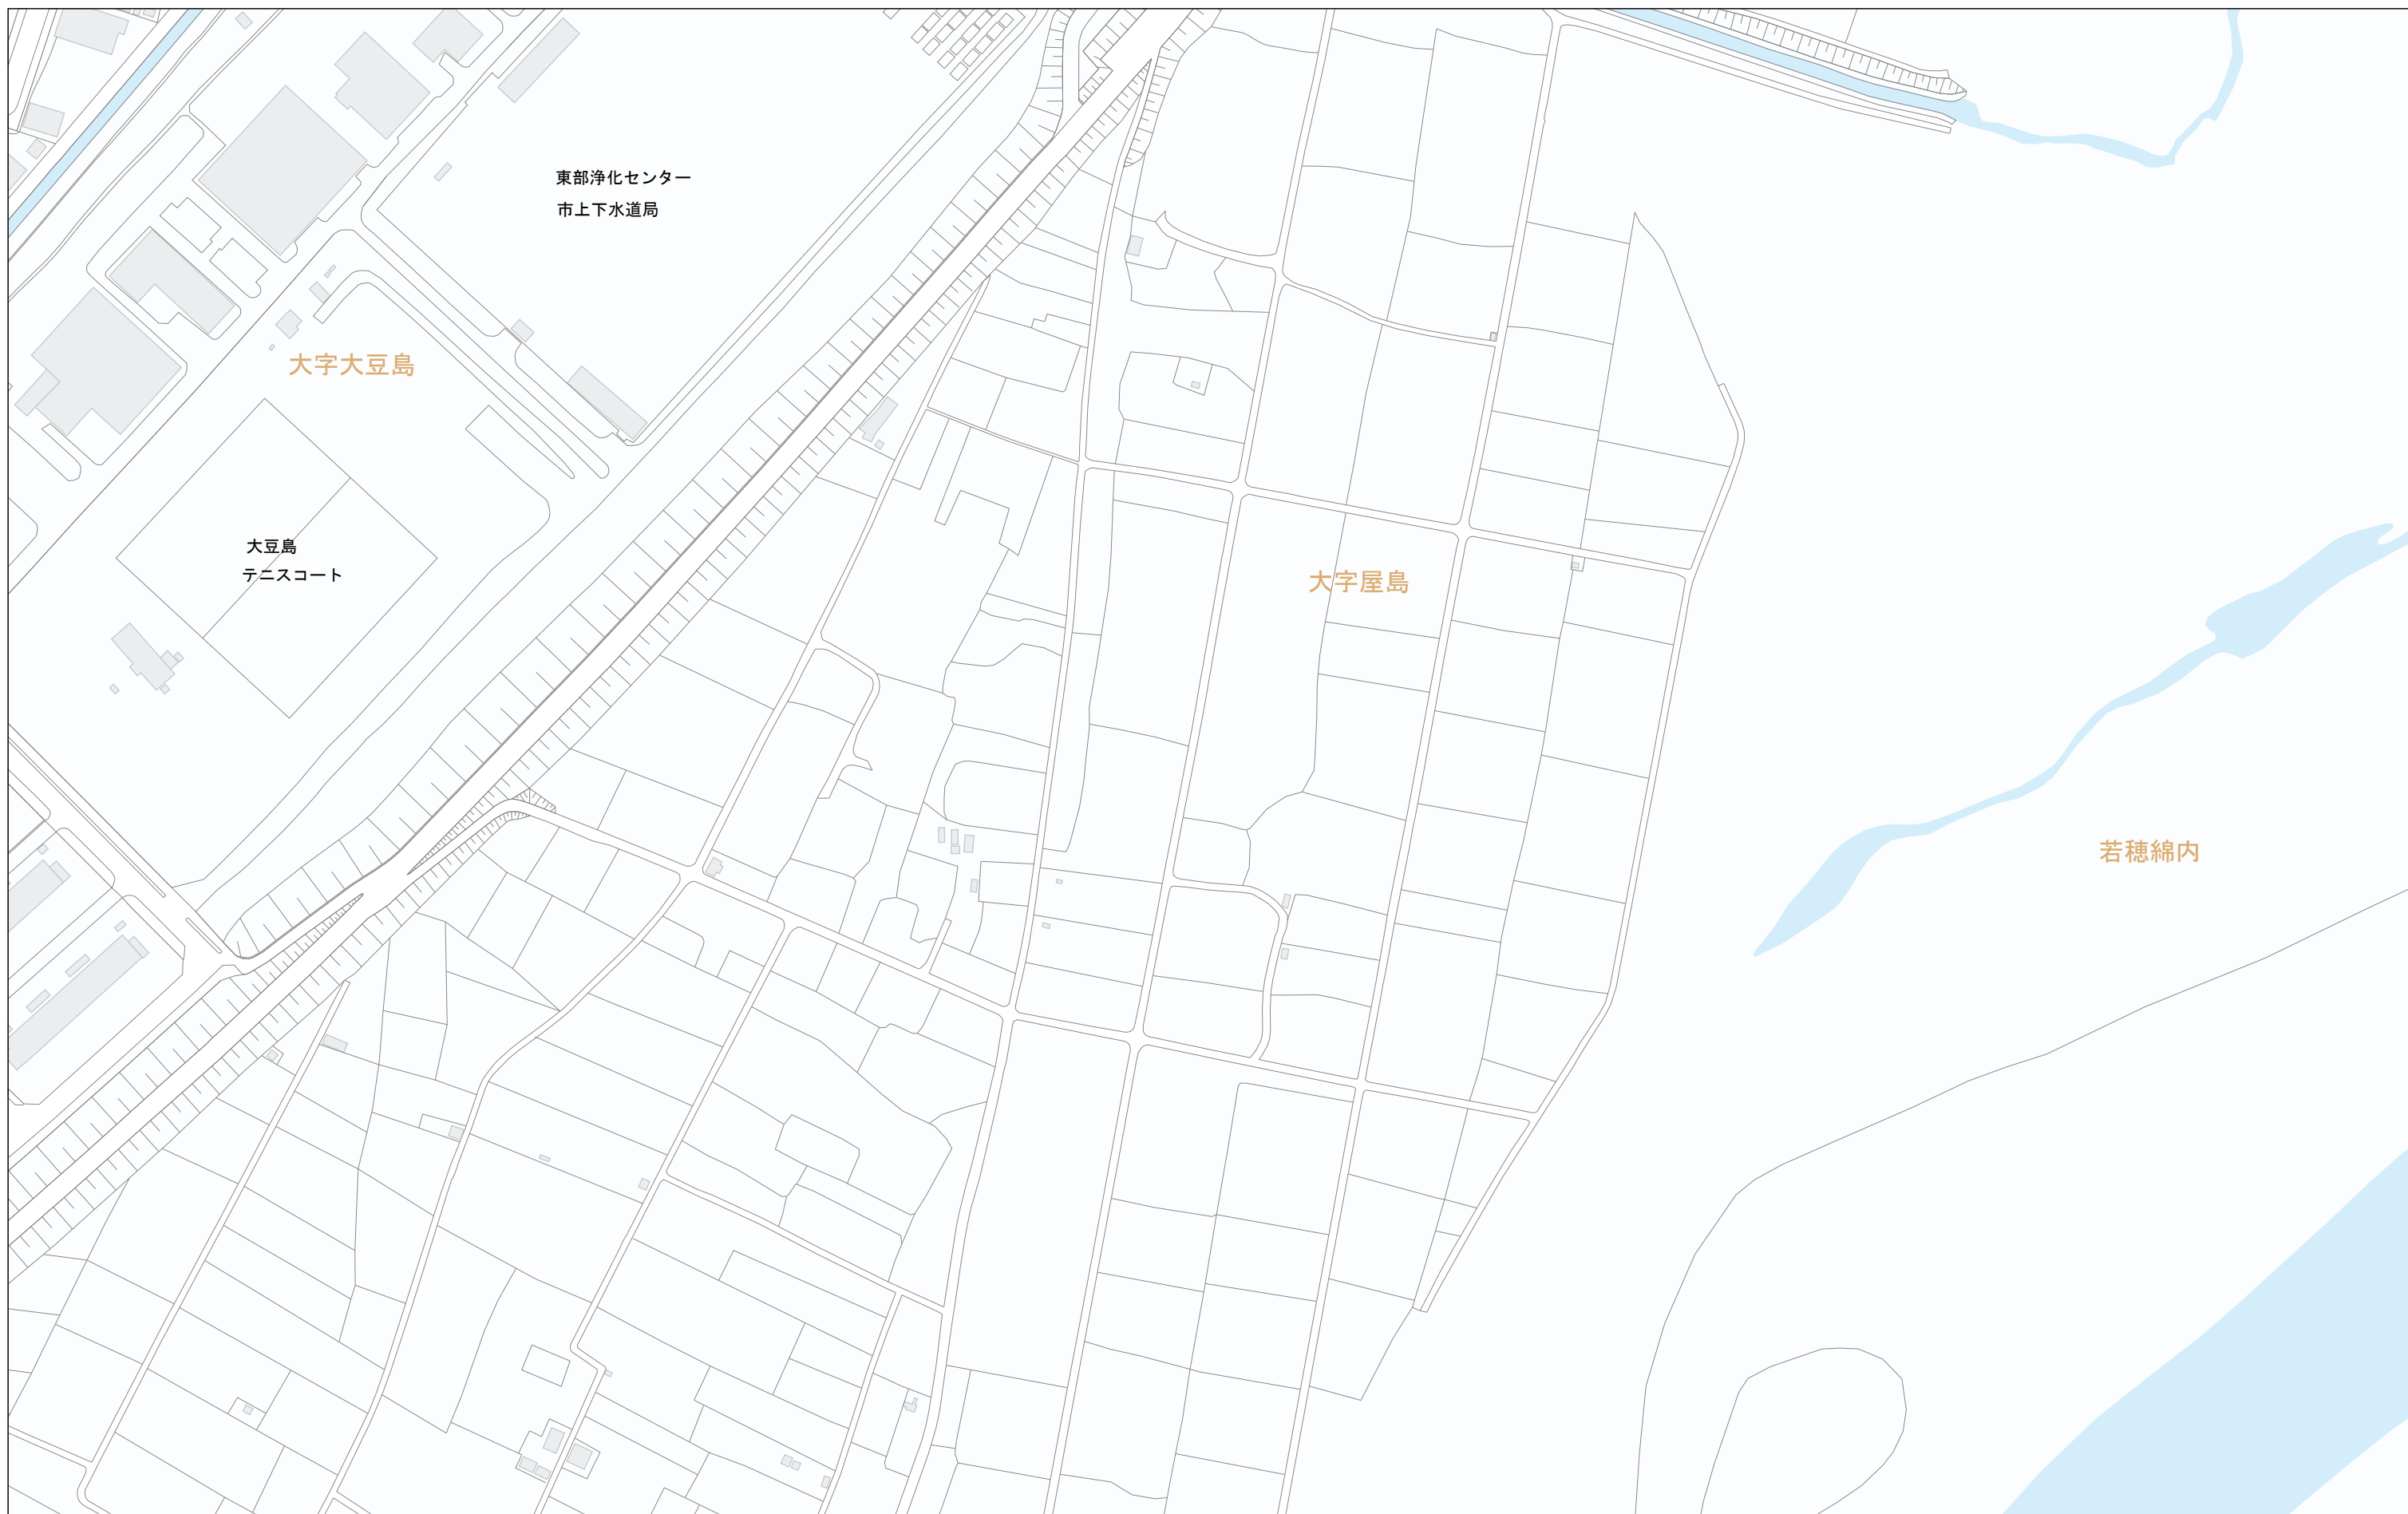 東部浄化センター
市上下水道局
大字大豆島
大豆島
テニスコート
大字屋島
若穂綿内